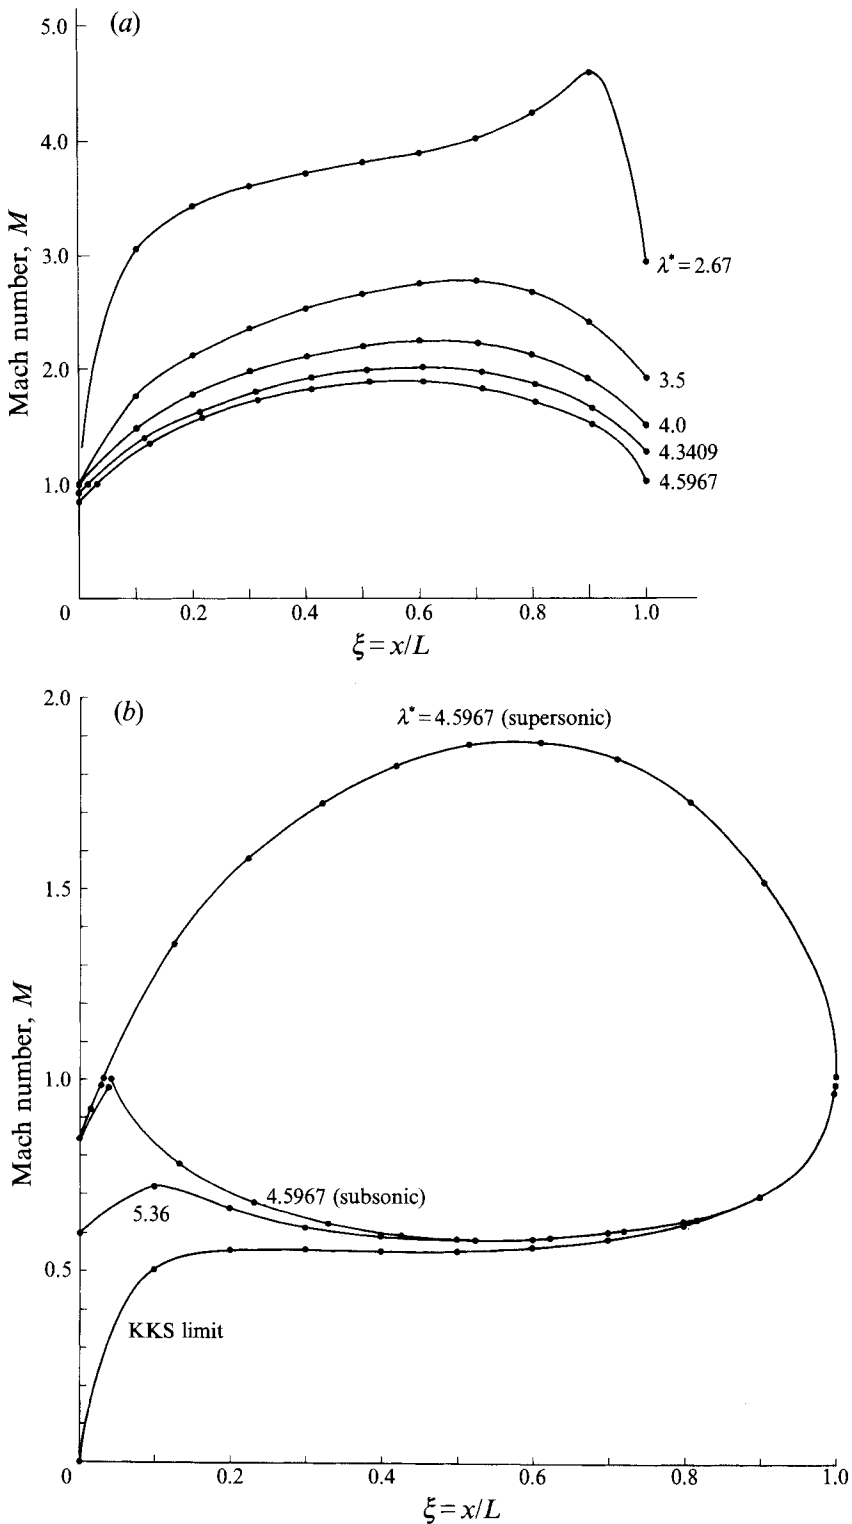 (a)
5.0
4.0
3.0
2.0
1.0
Mach number, M
λ* = 2.67
3.5
4.0
4.3409
4.5967
0
0.2
0.4
0.6
0.8
1.0
ξ = x/L
(b)
2.0
1.5
1.0
0.5
Mach number, M
λ* = 4.5967 (supersonic)
4.5967 (subsonic)
5.36
KKS limit
0
0.2
0.4
0.6
0.8
1.0
ξ = x/L